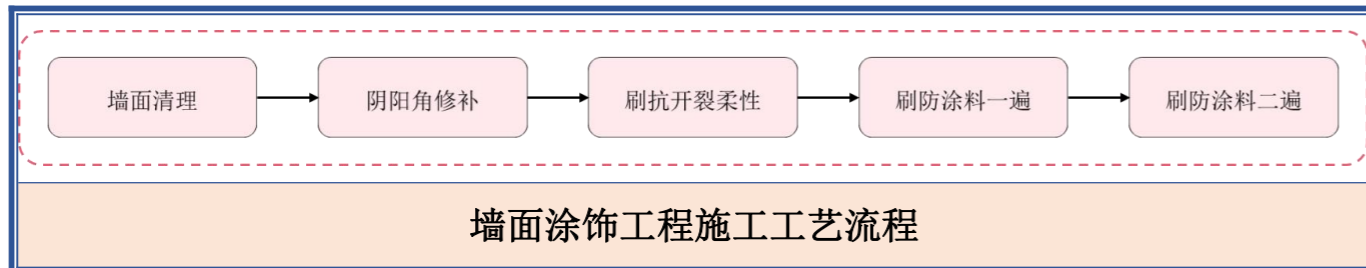 墙面清理
阴阳角修补
刷抗开裂柔性
刷防涂料一遍
刷防涂料二遍
墙面涂饰工程施工工艺流程